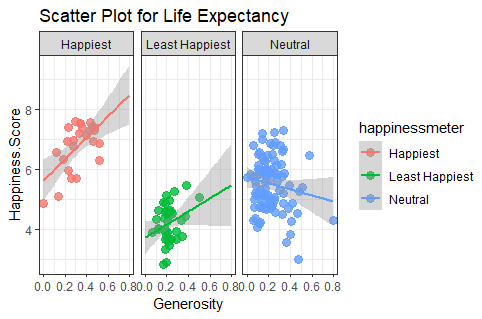 Scatter Plot for Life Expectancy
Happiest
Least Happiest
Neutral
Happiness.Score
8
6
4
0.0 0.2 0.4 0.6 0.8 0.0 0.2 0.4 0.6 0.8 0.0 0.2 0.4 0.6 0.8
Generosity
happinessmeter
Happiest
Least Happiest
Neutral